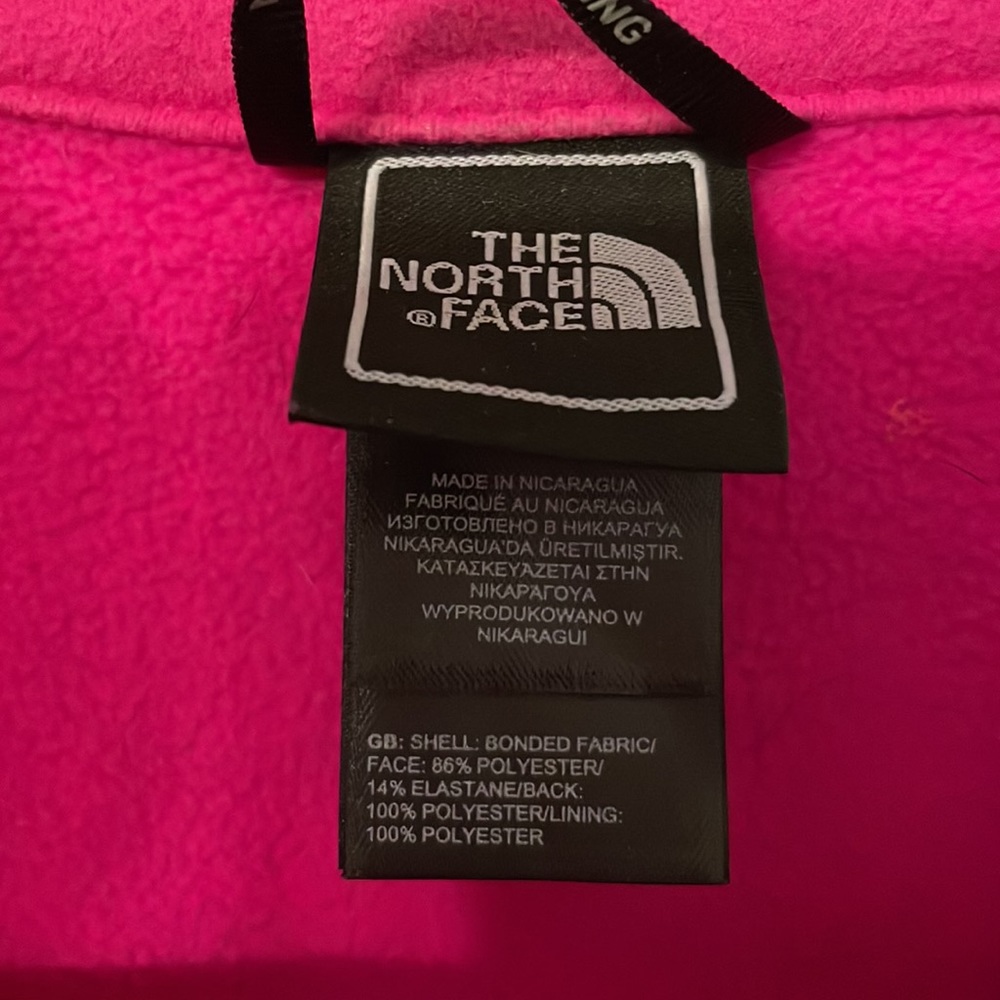 ING
THE
NORTH
®FACE
MADE IN NICARAGUA
FABRIQUÉ AU NICARAGUA
ИЗГОТОВЛЕНО В НИКАРАГУА
NIKARAGUA'DA ÜRETILMIŞTIR.
ΚΑΤΑΣΚΕΥΑΖΕΤΑΙ ΣΤΗΝ
ΝΙΚΑΡΑΓΟΥΑ
WYPRODUKOWANO W
NIKARAGUI
GB: SHELL: BONDED FABRIC/
FACE: 86% POLYESTER/
14% ELASTANE/BACK:
100% POLYESTER/LINING:
100% POLYESTER